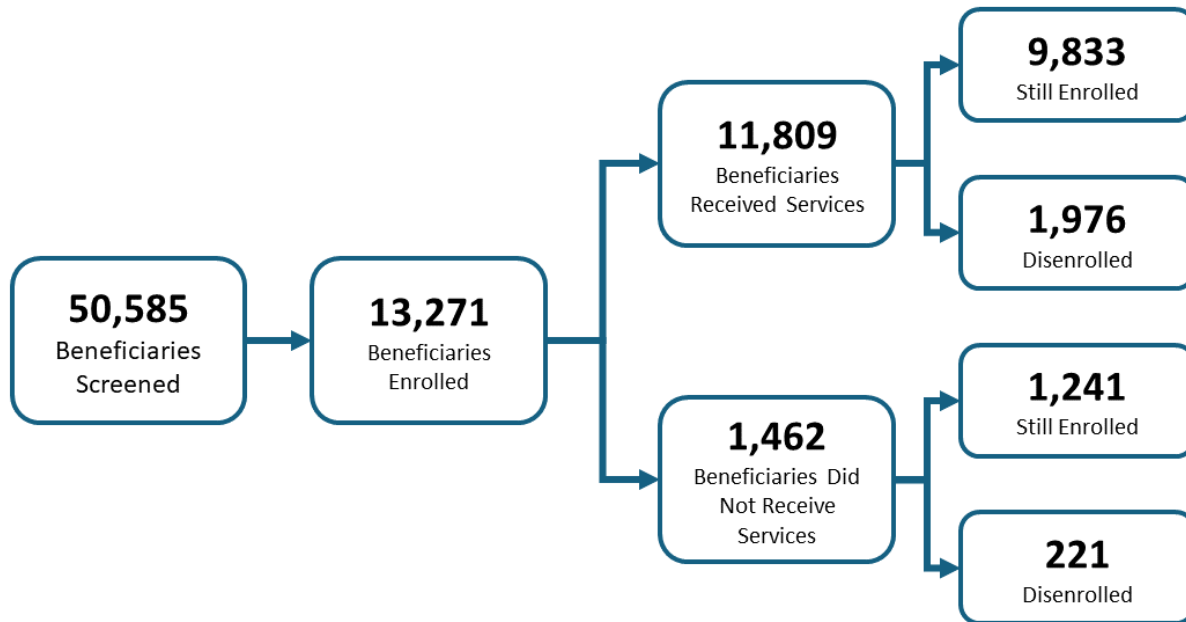 50,585
Beneficiaries
Screened
13,271
Beneficiaries
Enrolled
11,809
Beneficiaries
Received Services
9,833
Still Enrolled
1,976
Disenrolled
1,462
Beneficiaries Did
Not Receive
Services
1,241
Still Enrolled
221
Disenrolled